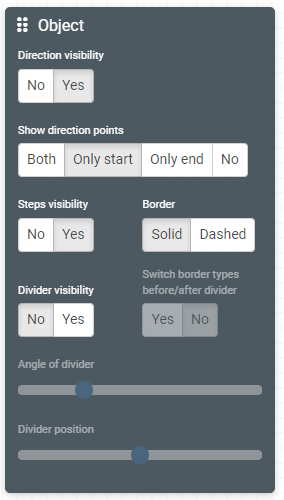 Object
Direction visibility
No Yes
Show direction points
Both Only start Only end No
Steps visibility Border
No Yes Solid Dashed
Switch border types
Divider visibility before/after divider
No Yes Yes No
Angle of divider
Divider position